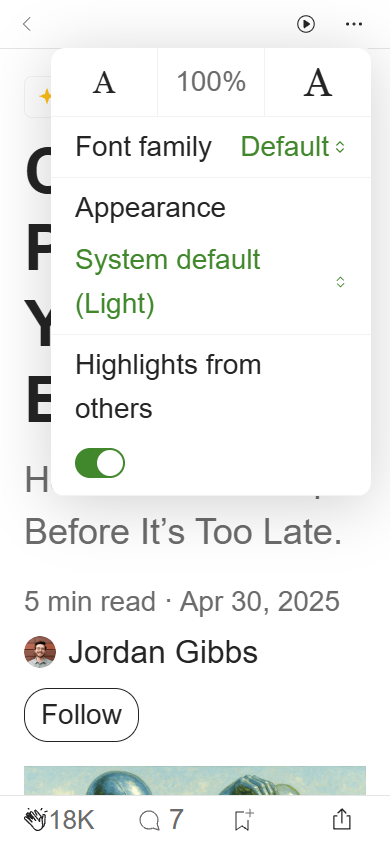 A 100% A
Font family Default
Appearance
System default
(Light)
Highlights from
others
Before It’s Too Late.
5 min read · Apr 30, 2025
Jordan Gibbs
Follow
18K 7